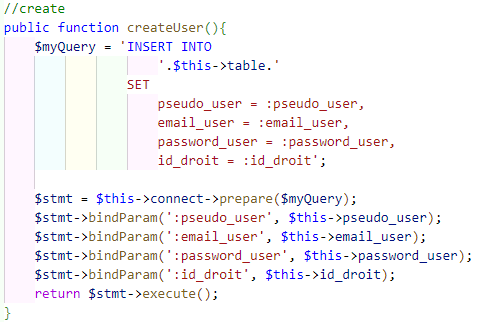 //create
public function createUser(){
    $myQuery = 'INSERT INTO
                    '.$this->table.'
                SET
                    pseudo_user = :pseudo_user,
                    email_user = :email_user,
                    password_user = :password_user,
                    id_droit = :id_droit';
    $stmt = $this->connect->prepare($myQuery);
    $stmt->bindParam(':pseudo_user', $this->pseudo_user);
    $stmt->bindParam(':email_user', $this->email_user);
    $stmt->bindParam(':password_user', $this->password_user);
    $stmt->bindParam(':id_droit', $this->id_droit);
    return $stmt->execute();
}